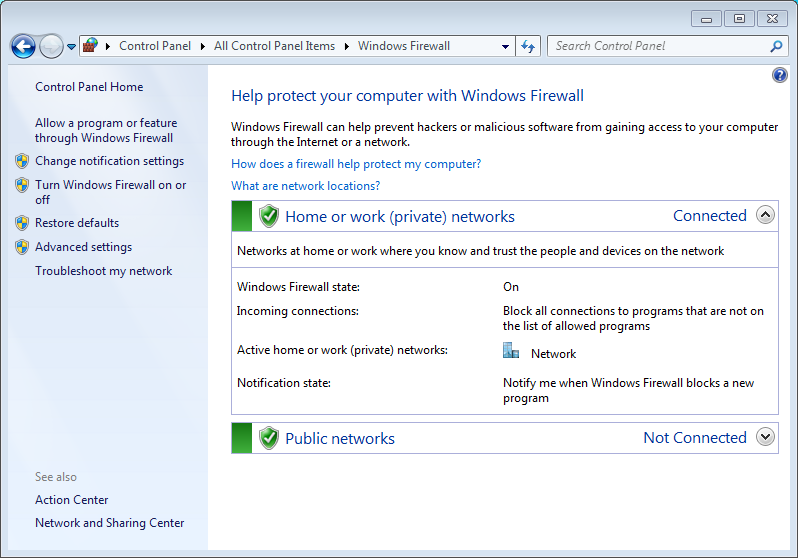 Control Panel
All Control Panel Items
Windows Firewall
Search Control Panel
Control Panel Home
Allow a program or feature
through Windows Firewall
Change notification settings
Turn Windows Firewall on or
off
Restore defaults
Advanced settings
Troubleshoot my network
See also
Action Center
Network and Sharing Center
?
Help protect your computer with Windows Firewall
Windows Firewall can help prevent hackers or malicious software from gaining access to your computer
through the Internet or a network.
How does a firewall help protect my computer?
What are network locations?
Home or work (private) networks Connected
Networks at home or work where you know and trust the people and devices on the network
Windows Firewall state: On
Incoming connections: Block all connections to programs that are not on
the list of allowed programs
Active home or work (private) networks: Network
Notification state: Notify me when Windows Firewall blocks a new
program
Public networks Not Connected